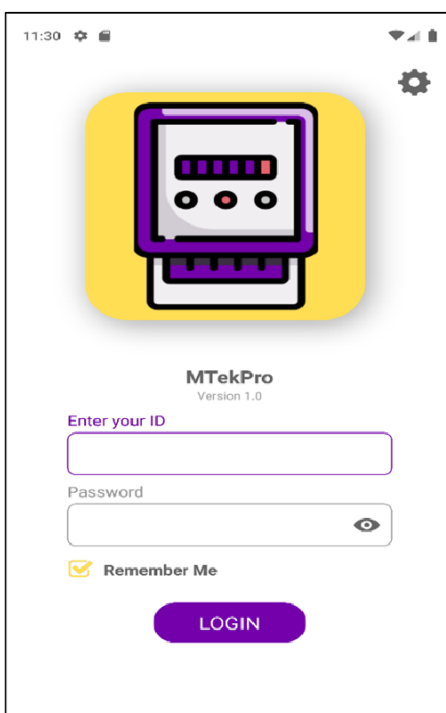 11:30
MTekPro
Version 1.0
Enter your ID
Password
Remember Me
LOGIN